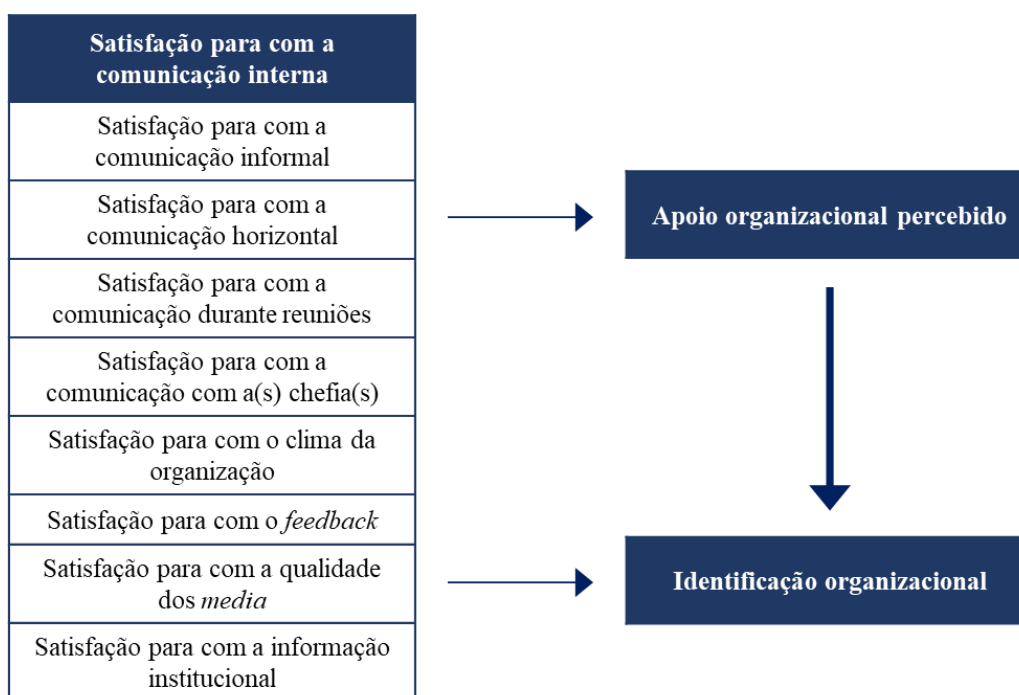 Satisfação para com a
comunicação interna
Satisfação para com a
comunicação informal
Satisfação para com a
comunicação horizontal
Satisfação para com a
comunicação durante reuniões
Satisfação para com a
comunicação com a(s) chefia(s)
Satisfação para com o clima da
organização
Satisfação para com o feedback
Satisfação para com a qualidade
dos media
Satisfação para com a informação
institucional
Apoio organizacional percebido
Identificação organizacional